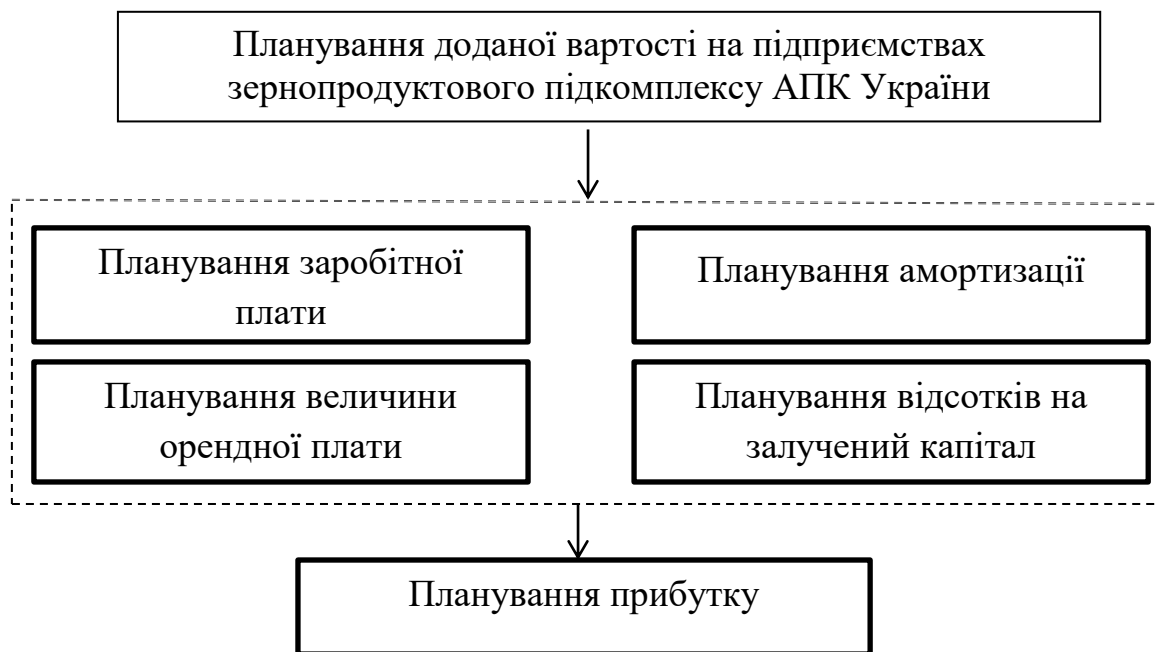 Планування доданої вартості на підприємствах
зернопродуктового підкомплексу АПК України
Планування заробітної
плати
Планування амортизації
Планування величини
орендної плати
Планування відсотків на
залучений капітал
Планування прибутку